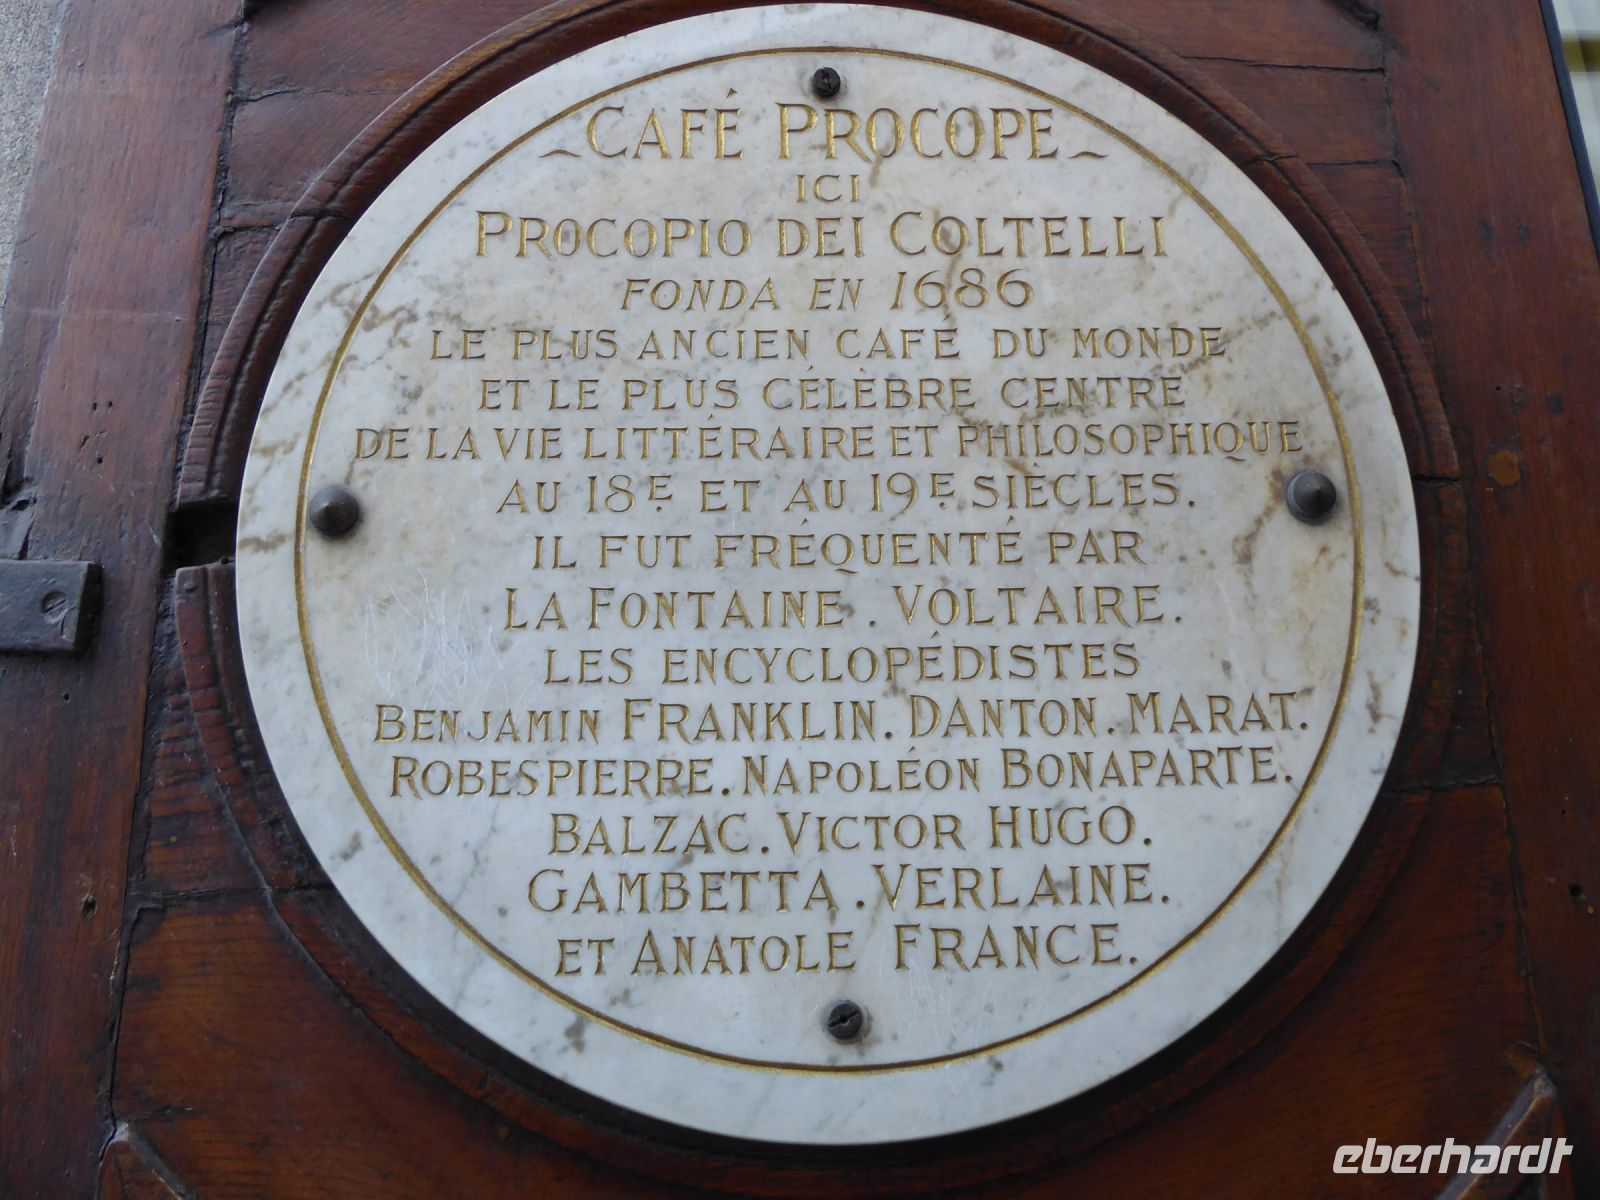 CAFÉ PROCOPE
ICI
PROCOPIO DEI COLTELLI
FONDA EN 1686
LE PLUS ANCIEN CAFÉ DU MONDE
ET LE PLUS CÉLÈBRE CENTRE
DE LA VIE LITTÉRAIRE ET PHILOSOPHIQUE
AU 18E ET AU 19E SIÈCLES.
IL FUT FRÉQUENTÉ PAR
LA FONTAINE . VOLTAIRE.
LES ENCYCLOPÉDISTES
BENJAMIN FRANKLIN. DANTON. MARAT.
ROBESPIERRE. NAPOLÉON BONAPARTE.
BALZAC. VICTOR HUGO.
GAMBETTA . VERLAINE.
ET ANATOLE FRANCE.
eberhardt